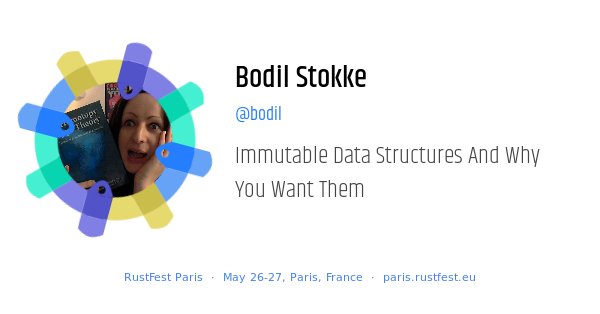 Bodil Stokke
@bodil
Immutable Data Structures And Why
You Want Them
RustFest Paris · May 26-27, Paris, France · paris.rustfest.eu